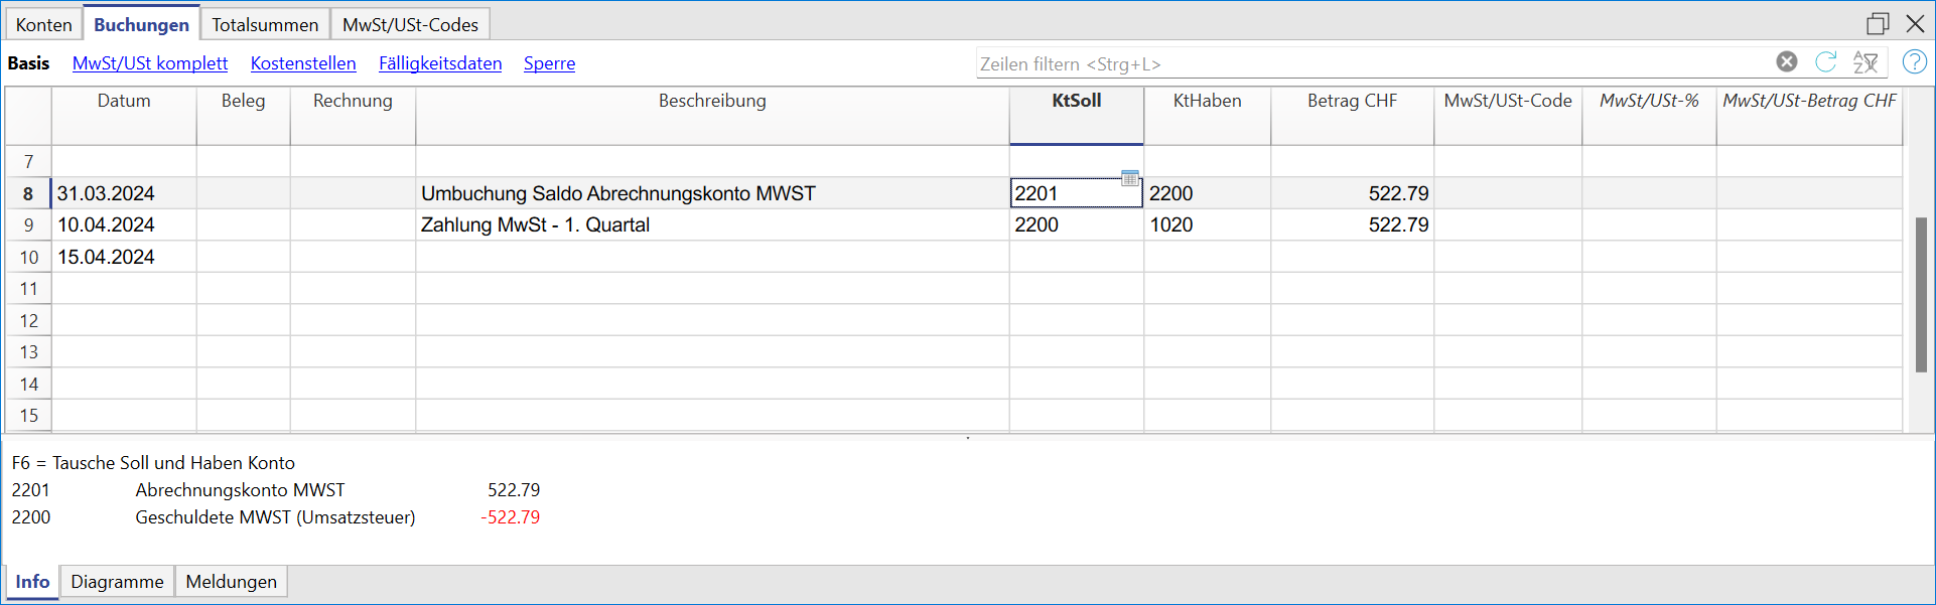 Konten Buchungen Totalsummen MwSt/USt-Codes
Basis MwSt/USt komplett Kostenstellen Fälligkeitsdaten Sperre Zeilen filtern <Strg+L>
Datum Beleg Rechnung Beschreibung KtSoll KtHaben Betrag CHF MwSt/USt-Code MwSt/USt-% MwSt/USt-Betrag CHF
7
8 31.03.2024 Umbuchung Saldo Abrechnungskonto MWST 2201 2200 522.79
9 10.04.2024 Zahlung MwSt - 1. Quartal 2200 1020 522.79
10 15.04.2024
11
12
13
14
15
F6 = Tausche Soll und Haben Konto
2201 Abrechnungskonto MWST 522.79
2200 Geschuldete MWST (Umsatzsteuer) -522.79
Info Diagramme Meldungen